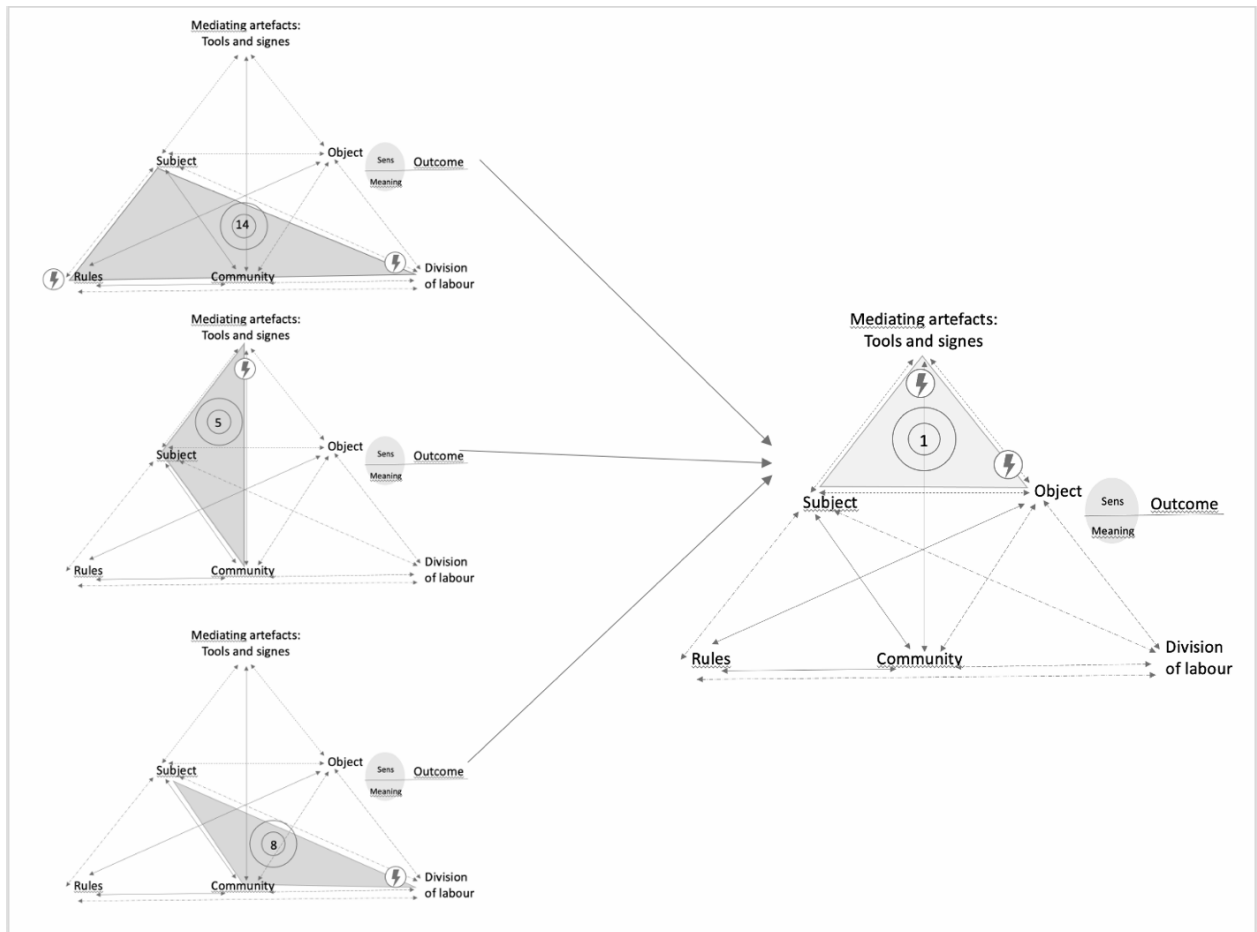 Mediating artefacts:
Tools and signes
Subject
Object
Sens
Meaning
Outcome
14
Rules
Community
Division
of labour
Mediating artefacts:
Tools and signes
5
Subject
Object
Sens
Meaning
Outcome
Rules
Community
Division
of labour
Mediating artefacts:
Tools and signes
Subject
Object
Sens
Meaning
Outcome
8
Rules
Community
Division
of labour
Mediating artefacts:
Tools and signes
1
Subject
Object
Sens
Meaning
Outcome
Rules
Community
Division
of labour